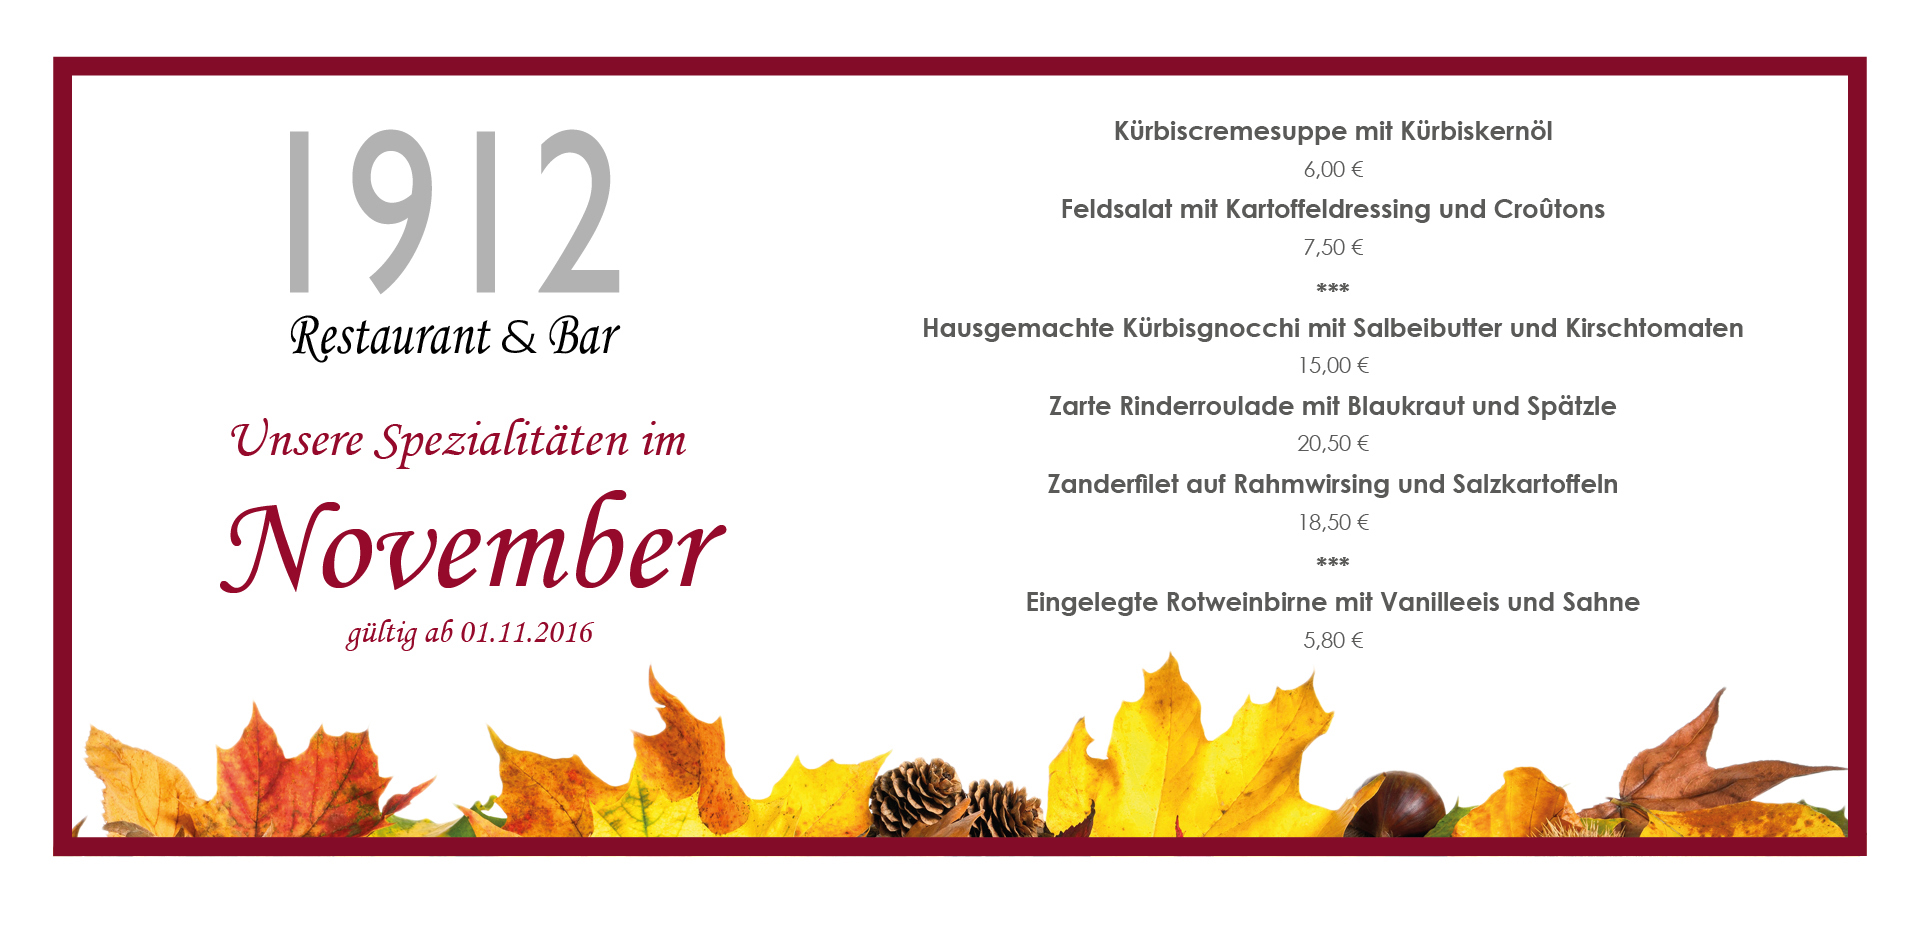 1912
Restaurant & Bar
Unsere Spezialitäten im
November
gültig ab 01.11.2016
Kürbiscremesuppe mit Kürbiskernöl
6,00 €
Feldsalat mit Kartoffeldressing und Croûtons
7,50 €
***
Hausgemachte Kürbisgnocchi mit Salbeibutter und Kirschtomaten
15,00 €
Zarte Rinderroulade mit Blaukraut und Spätzle
20,50 €
Zanderfilet auf Rahmwirsing und Salzkartoffeln
18,50 €
***
Eingelegte Rotweinbirne mit Vanilleeis und Sahne
5,80 €